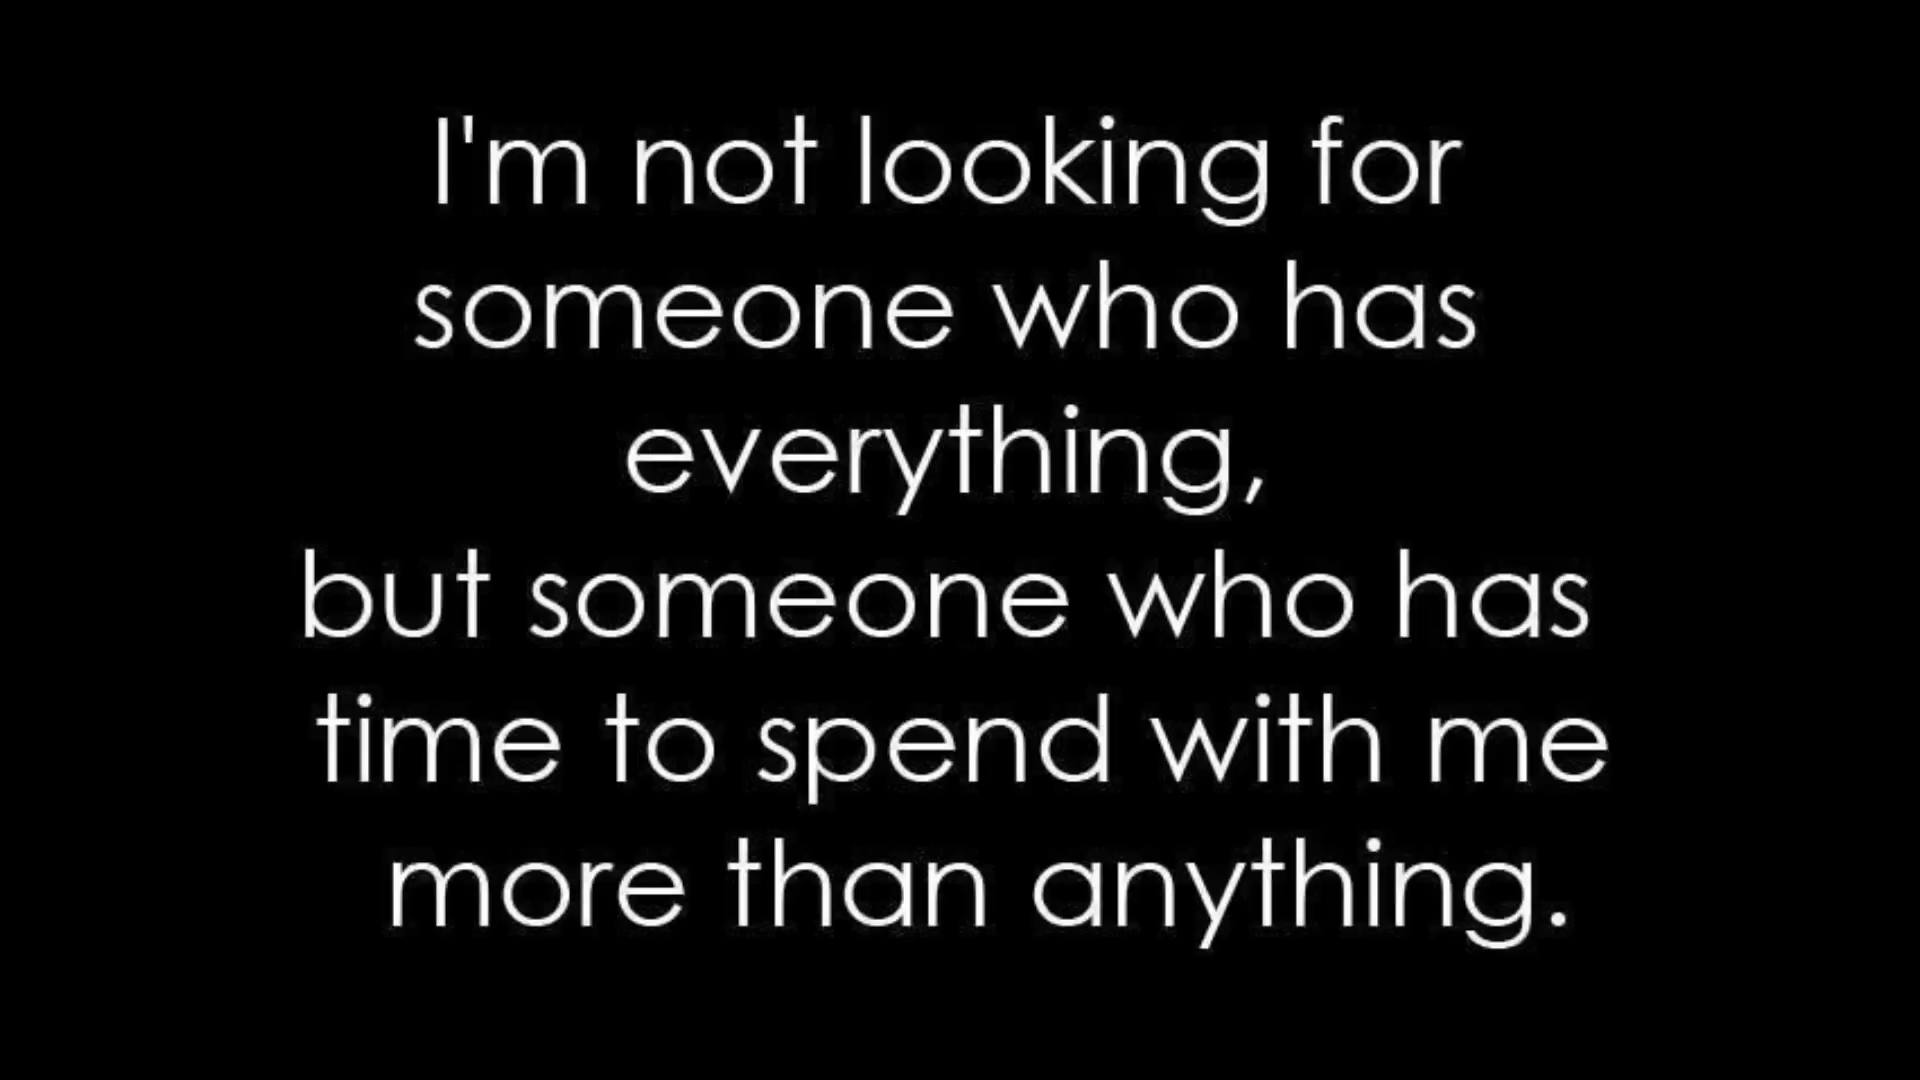 I'm not looking for
someone who has
everything,
but someone who has
time to spend with me
more than anything.